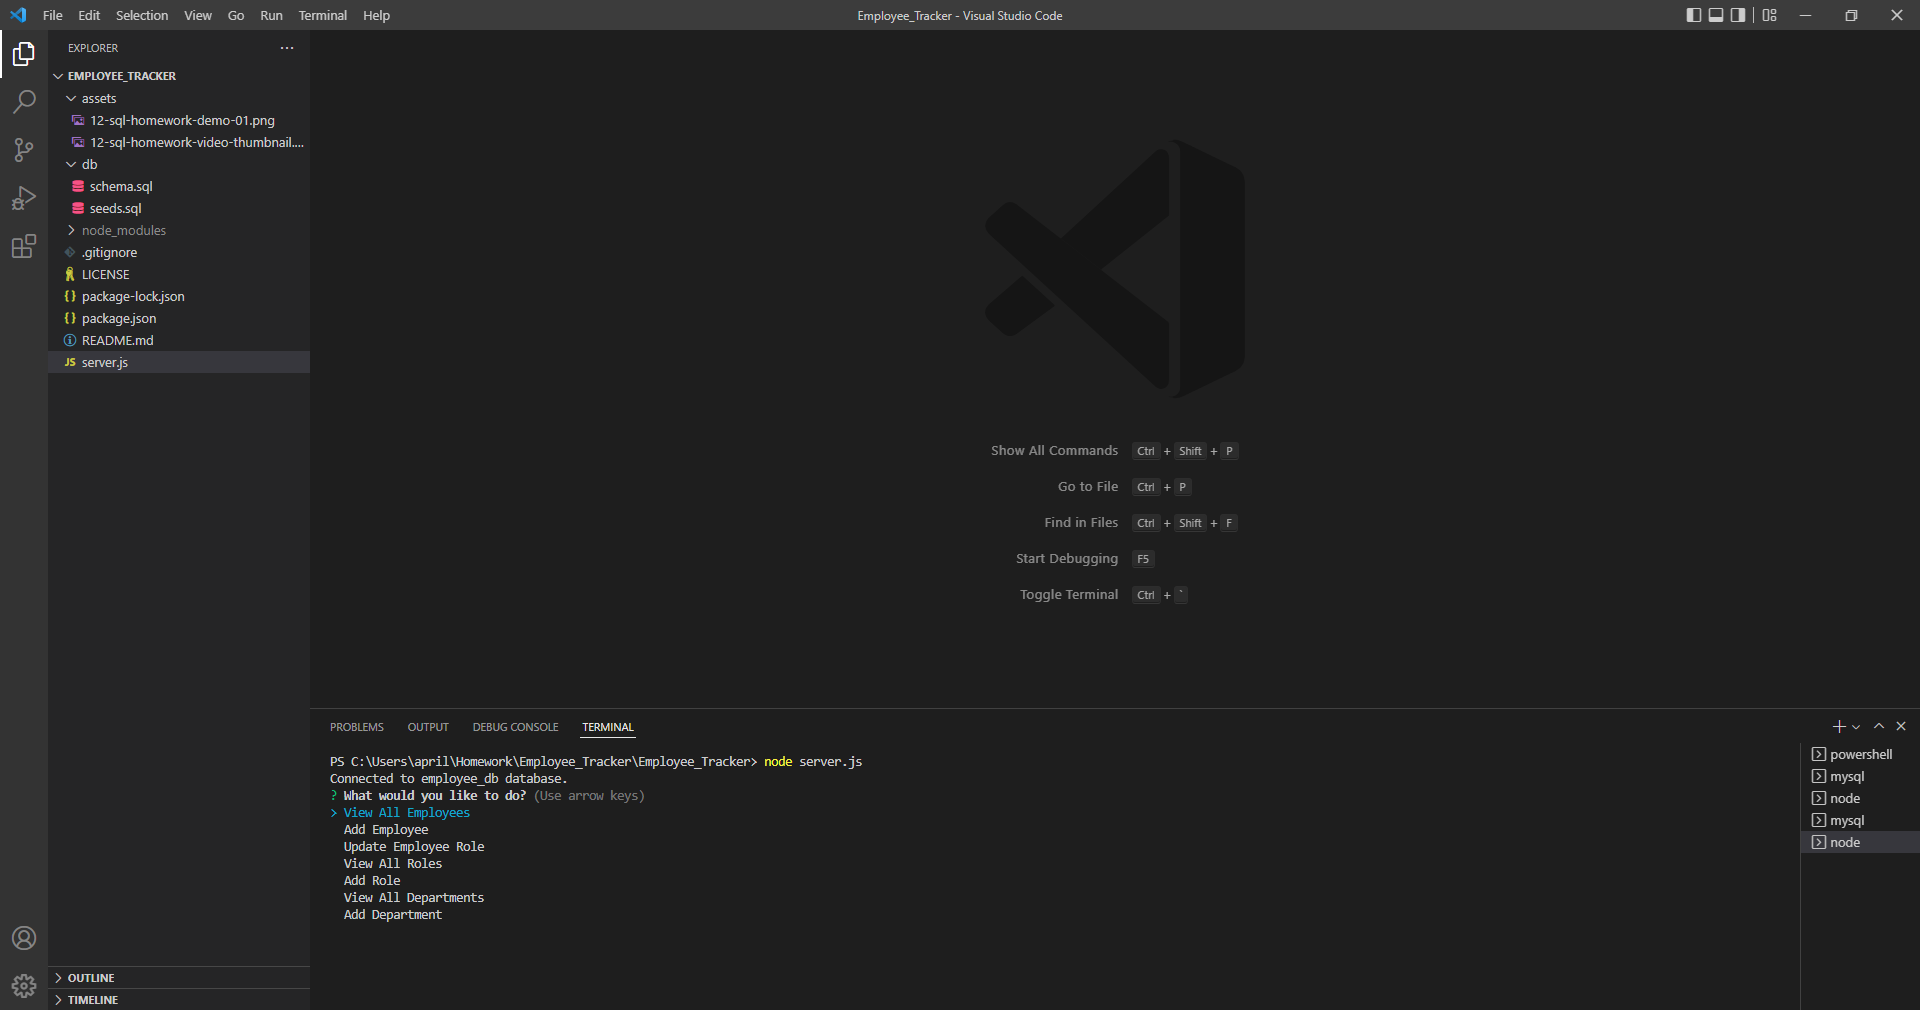 File Edit Selection View Go Run Terminal Help
Employee_Tracker - Visual Studio Code
EXPLORER
EMPLOYEE_TRACKER
assets
12-sql-homework-demo-01.png
12-sql-homework-video-thumbnail....
db
schema.sql
seeds.sql
node_modules
.gitignore
LICENSE
{} package-lock.json
{} package.json
README.md
JS server.js
OUTLINE
TIMELINE
Show All Commands Ctrl + Shift + P
Go to File Ctrl + P
Find in Files Ctrl + Shift + F
Start Debugging F5
Toggle Terminal Ctrl + `
PROBLEMS OUTPUT DEBUG CONSOLE TERMINAL
PS C:\Users\april\Homework\Employee_Tracker\Employee_Tracker> node server.js
Connected to employee_db database.
? What would you like to do? (Use arrow keys)
> View All Employees
Add Employee
Update Employee Role
View All Roles
Add Role
View All Departments
Add Department
powershell
mysql
node
mysql
node